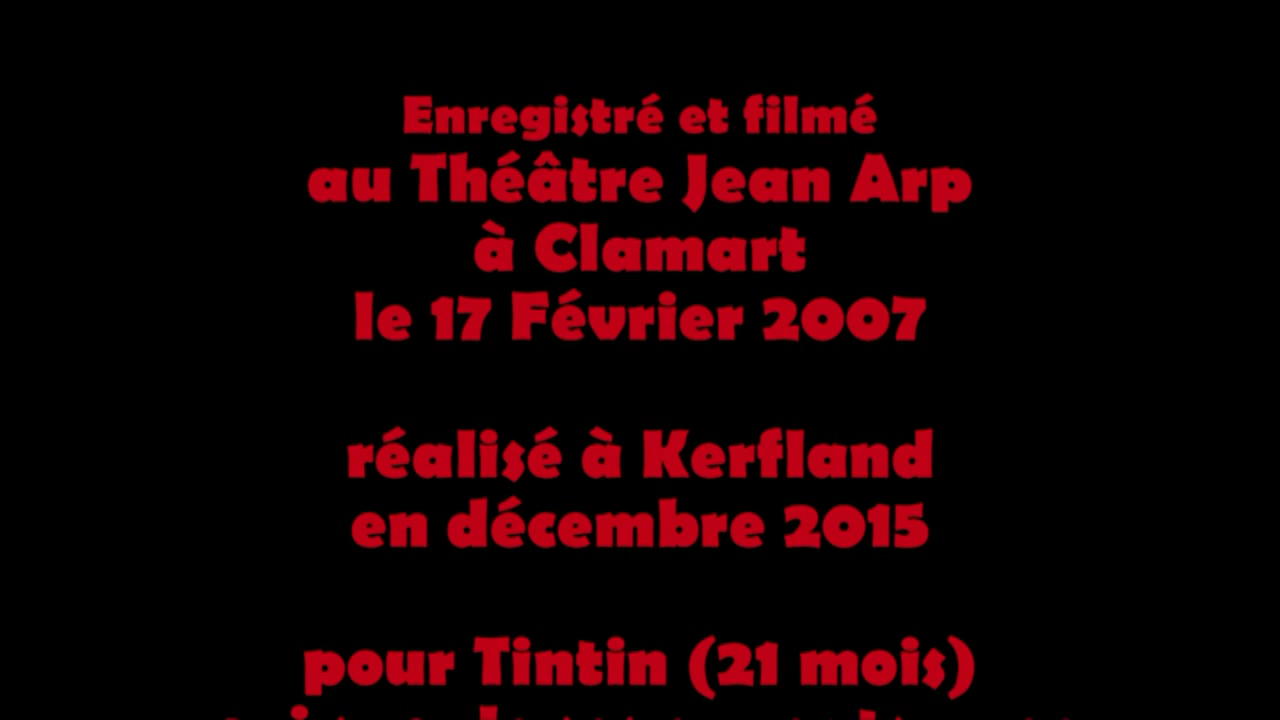 Enregistré et filmé
au Théâtre Jean Arp
à Clamart
le 17 Février 2007
réalisé à Kerfland
en décembre 2015
pour Tintin (21 mois)